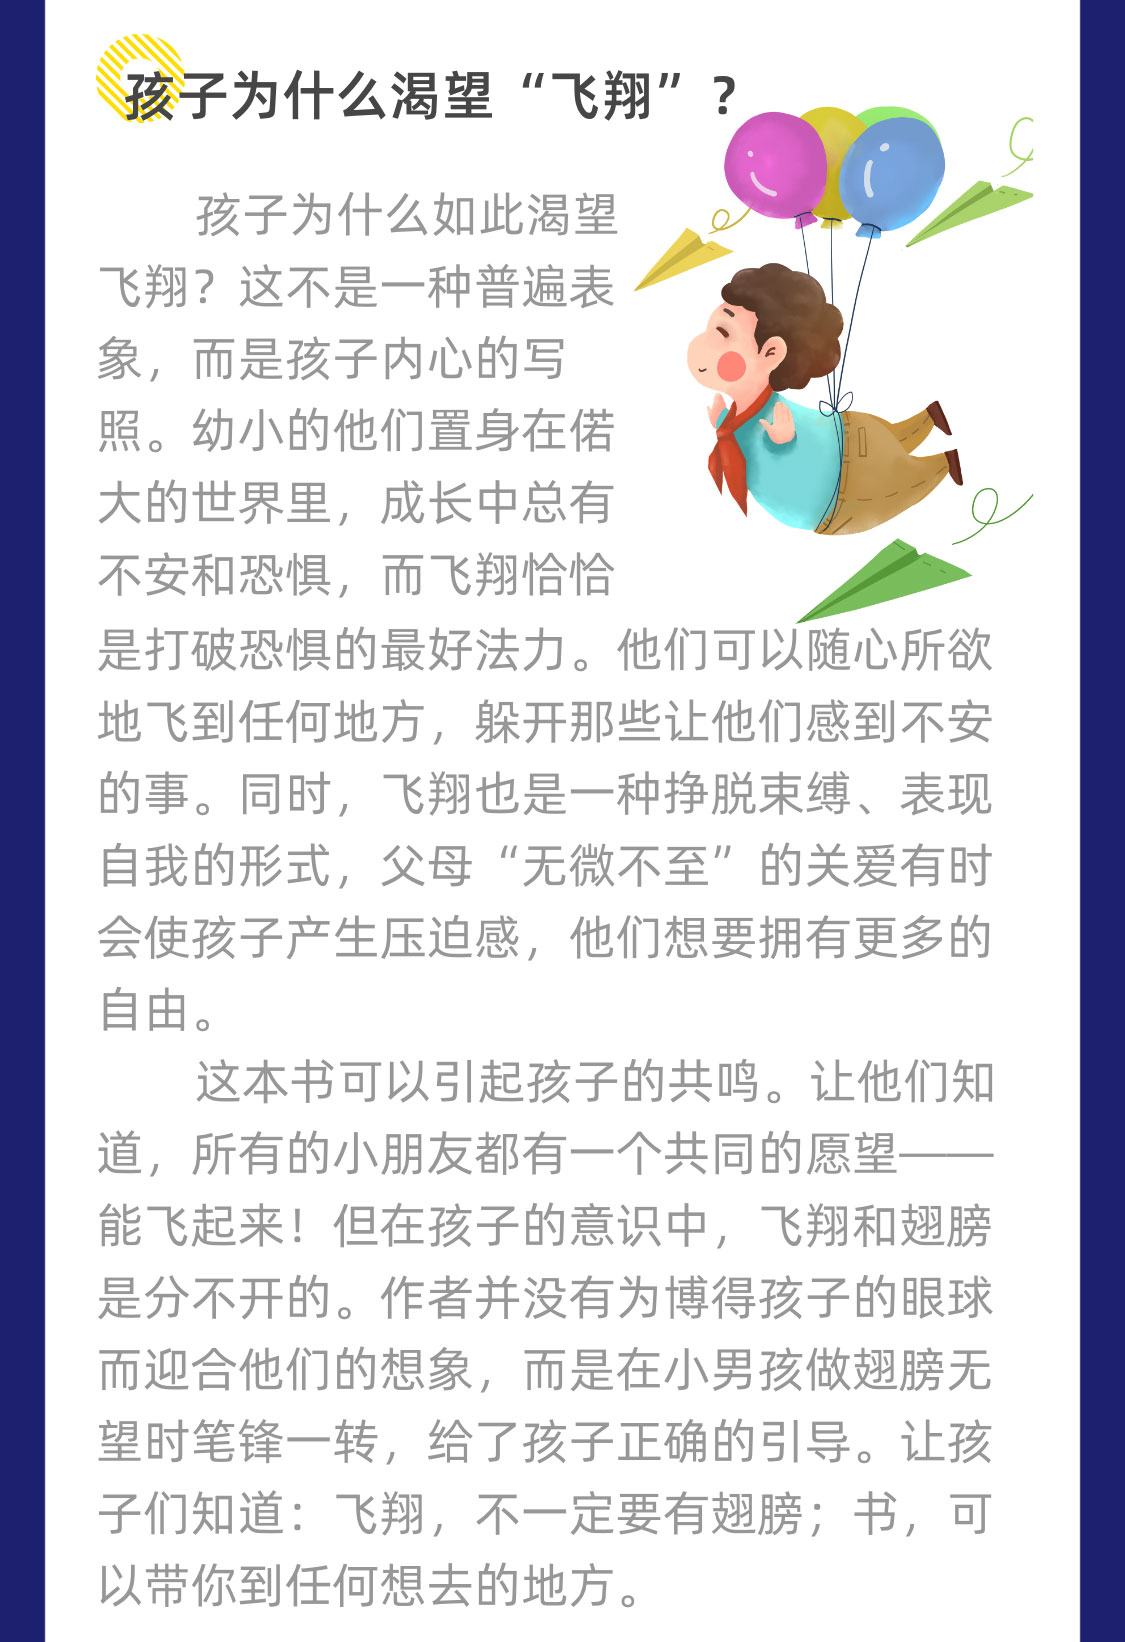 孩子为什么渴望“飞翔”？
孩子为什么如此渴望
飞翔？这不是一种普遍表
象，而是孩子内心的写
照。幼小的他们置身在偌
大的世界里，成长中总有
不安和恐惧，而飞翔恰恰
是打破恐惧的最好法力。他们可以随心所欲
地飞到任何地方，躲开那些让他们感到不安
的事。同时，飞翔也是一种挣脱束缚、表现
自我的形式，父母“无微不至”的关爱有时
会使孩子产生压迫感，他们想要拥有更多的
自由。
这本书可以引起孩子的共鸣。让他们知
道，所有的小朋友都有一个共同的愿望——
能飞起来！但在孩子的意识中，飞翔和翅膀
是分不开的。作者并没有为博得孩子的眼球
而迎合他们的想象，而是在小男孩做翅膀无
望时笔锋一转，给了孩子正确的引导。让孩
子们知道：飞翔，不一定要有翅膀；书，可
以带你到任何想去的地方。